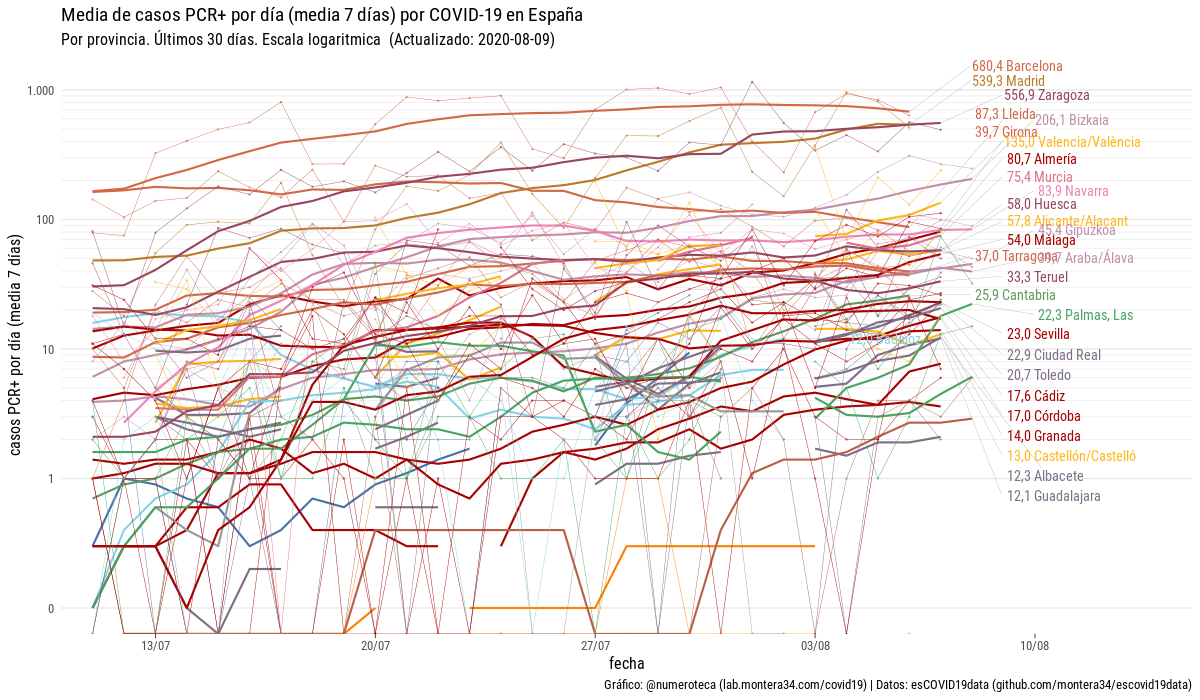 Media de casos PCR+ por día (media 7 días) por COVID-19 en España
Por provincia. Últimos 30 días. Escala logaritmica (Actualizado: 2020-08-09)
casos PCR+ por día (media 7 días)
1.000
100
10
1
0
680,4 Barcelona
539,3 Madrid
556,9 Zaragoza
87,3 Lleida
206,1 Bizkaia
39,7 Girona
135,0 Valencia/València
80,7 Almería
75,4 Murcia
83,9 Navarra
58,0 Huesca
57,8 Alicante/Alacant
45,4 Gipuzkoa
54,0 Málaga
37,0 Tarragona
Araba/Álava
33,3 Teruel
25,9 Cantabria
22,3 Palmas, Las
23,0 Sevilla
Badajoz
22,9 Ciudad Real
20,7 Toledo
17,6 Cádiz
17,0 Córdoba
14,0 Granada
13,0 Castellón/Castelló
12,3 Albacete
12,1 Guadalajara
13/07
20/07
27/07
03/08
10/08
fecha
Gráfico: @numeroteca (lab.montera34.com/covid19) | Datos: esCOVID19data (github.com/montera34/escovid19data)